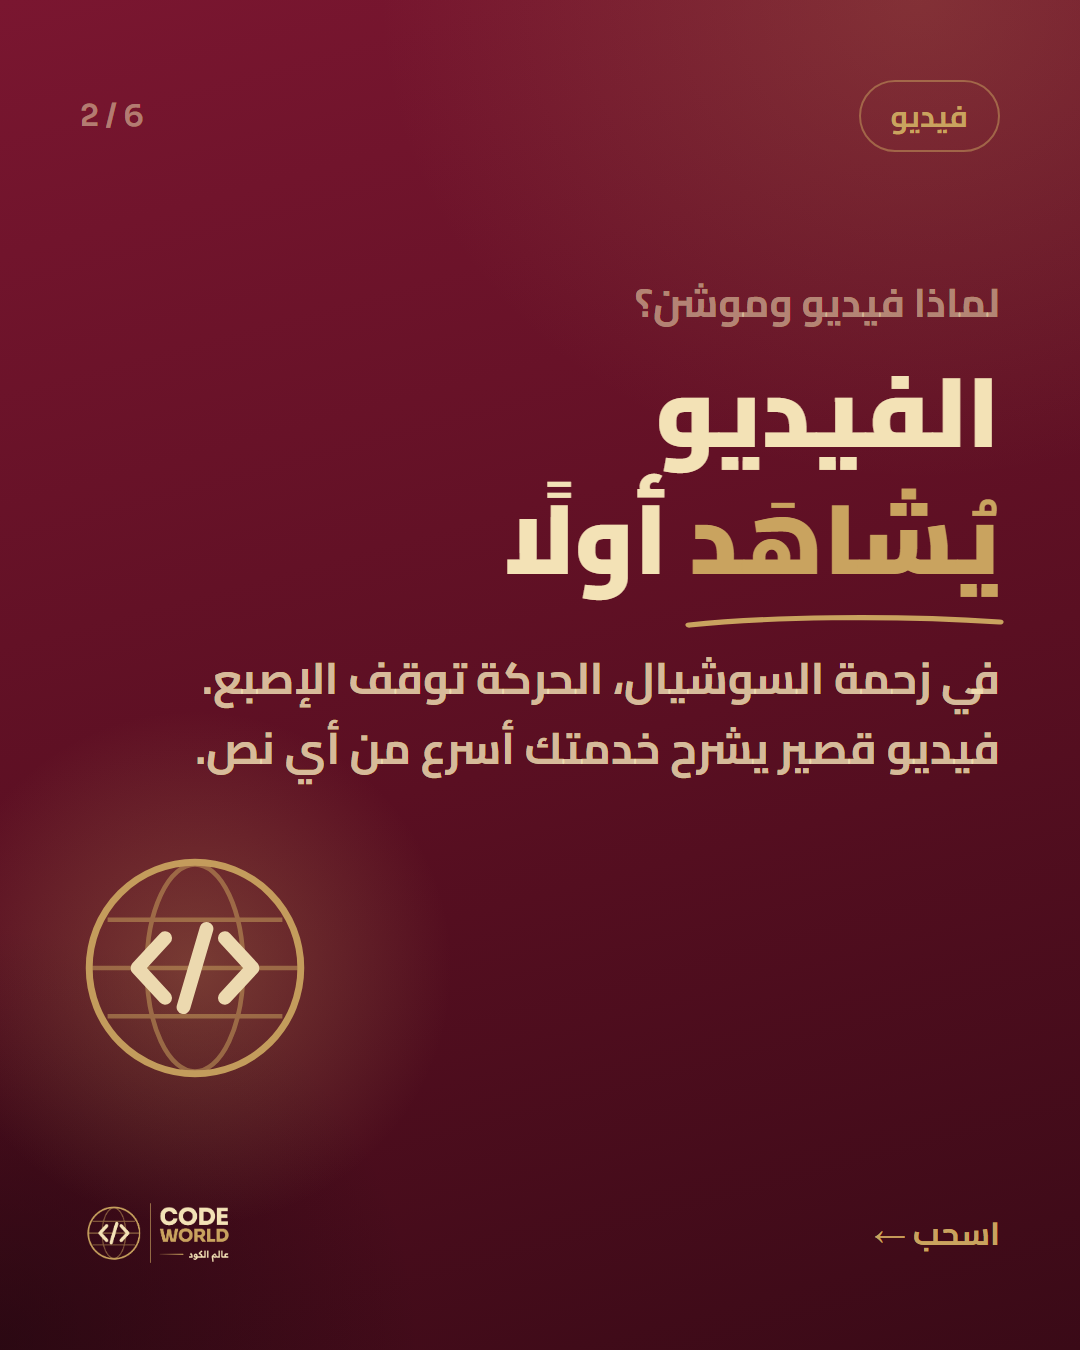 فيديو
2/6
لماذا فيديو وموشن؟
الفيديو
يُشاهَد أولًا
في زحمة السوشيال، الحركة توقف الإصبع.
فيديو قصير يشرح خدمتك أسرع من أي نص.
</>
اسحب ←
</>
CODE
WORLD
عالم الكود